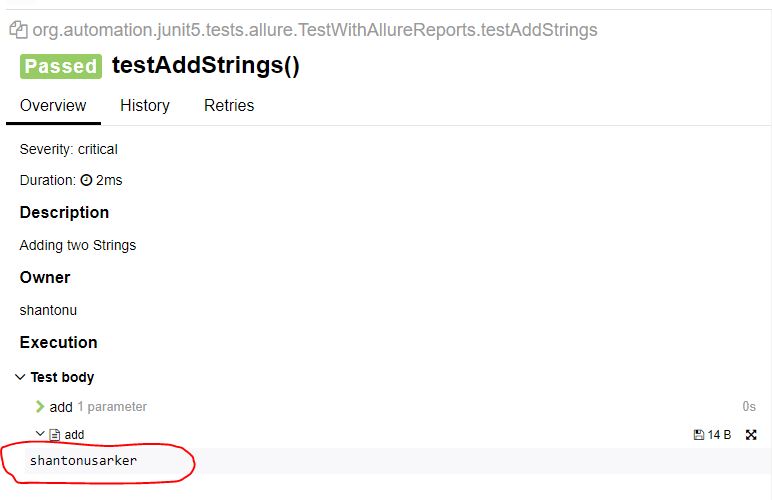 org.automation.junit5.tests.allure.TestWithAllureReports.testAddStrings
Passed testAddStrings()
Overview History Retries
Severity: critical
Duration: 2ms
Description
Adding two Strings
Owner
shantonu
Execution
Test body
add 1 parameter 0s
add 14 B
shantonusarker